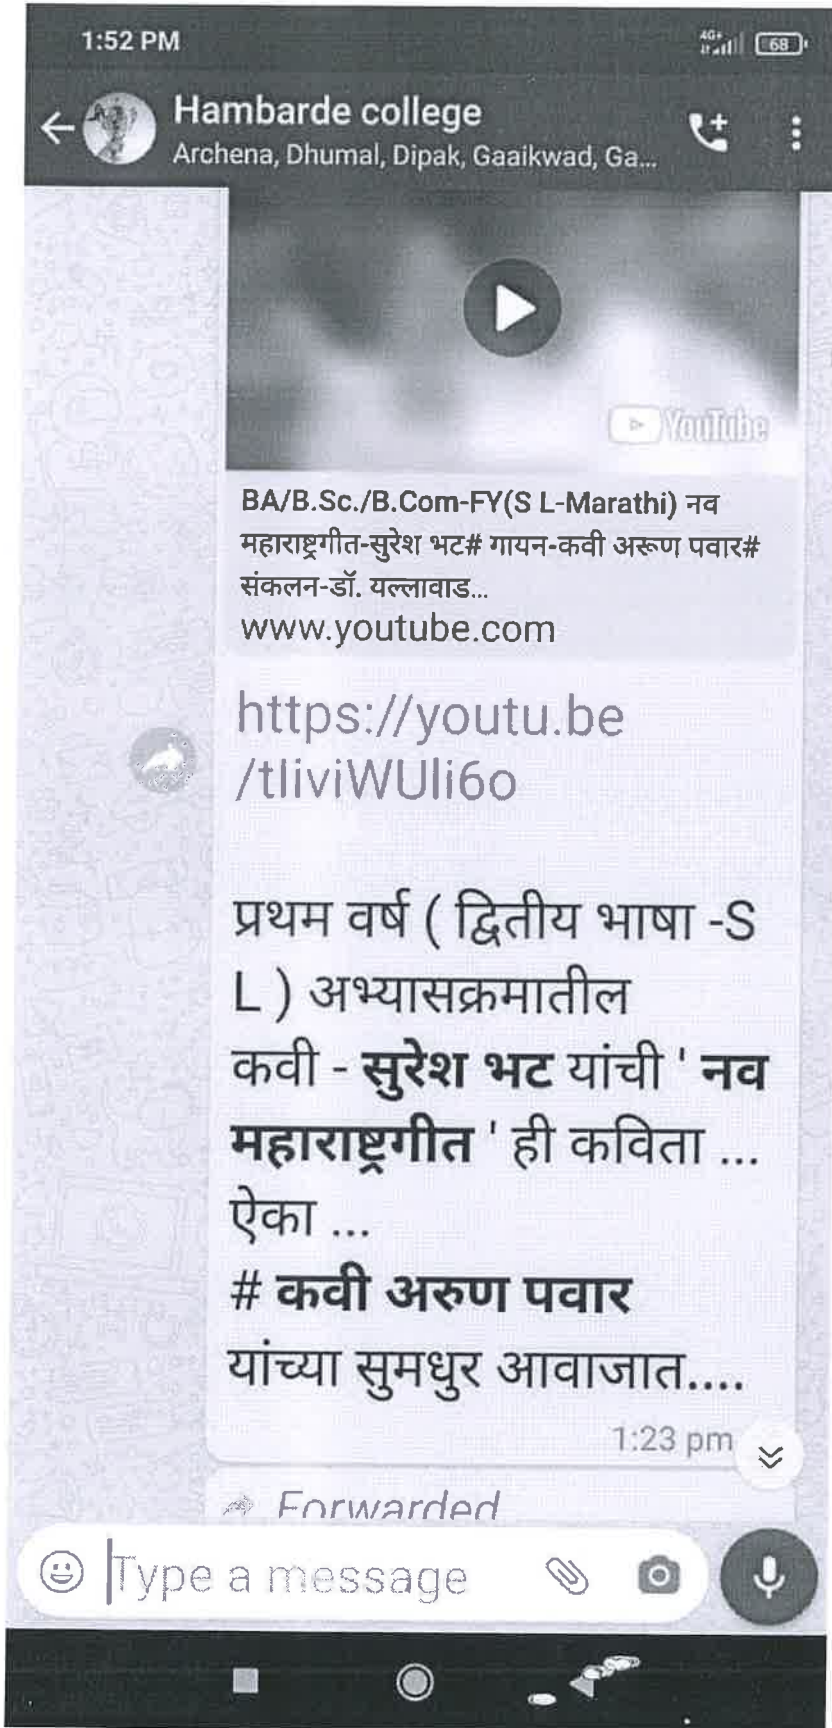 1:52 PM
4G+
68
Hambarde college
Archena, Dhumal, Dipak, Gaaikwad, Ga...
YouTube
BA/B.Sc./B.Com-FY(S L-Marathi) नव
महाराष्ट्रगीत-सुरेश भट# गायन-कवी अरूण पवार#
संकलन-डॉ. यल्लावाड...
www.youtube.com
https://youtu.be
/tIiviWUli6o
प्रथम वर्ष ( द्वितीय भाषा -S
L ) अभ्यासक्रमातील
कवी - सुरेश भट यांची ' नव
महाराष्ट्रगीत ' ही कविता ...
ऐका ...
# कवी अरुण पवार
यांच्या सुमधुर आवाजात....
1:23 pm
Forwarded
Type a message